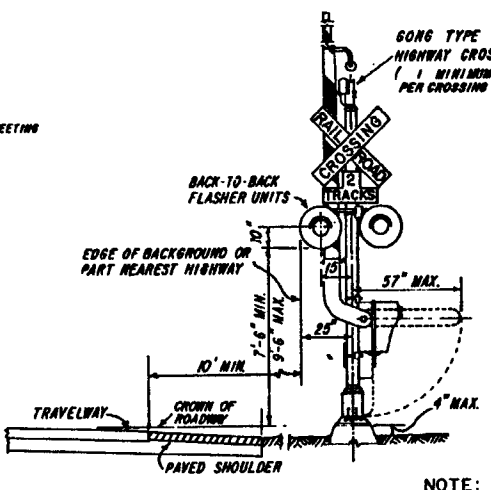 GONG TYPE
HIGHWAY CROS
( 1 MINIMUM
PER CROSSING
EETING
RAIL ROAD
CROSSING
2
TRACKS
BACK-TO-BACK
FLASHER UNITS
10"
EDGE OF BACKGROUND OR
PART NEAREST HIGHWAY
15"
57" MAX.
7'-6" MIN.
9-6" MAX.
25"
10' MIN.
TRAVELWAY
CROWN OF
ROADWAY
4" MAX.
PAVED SHOULDER
NOTE: